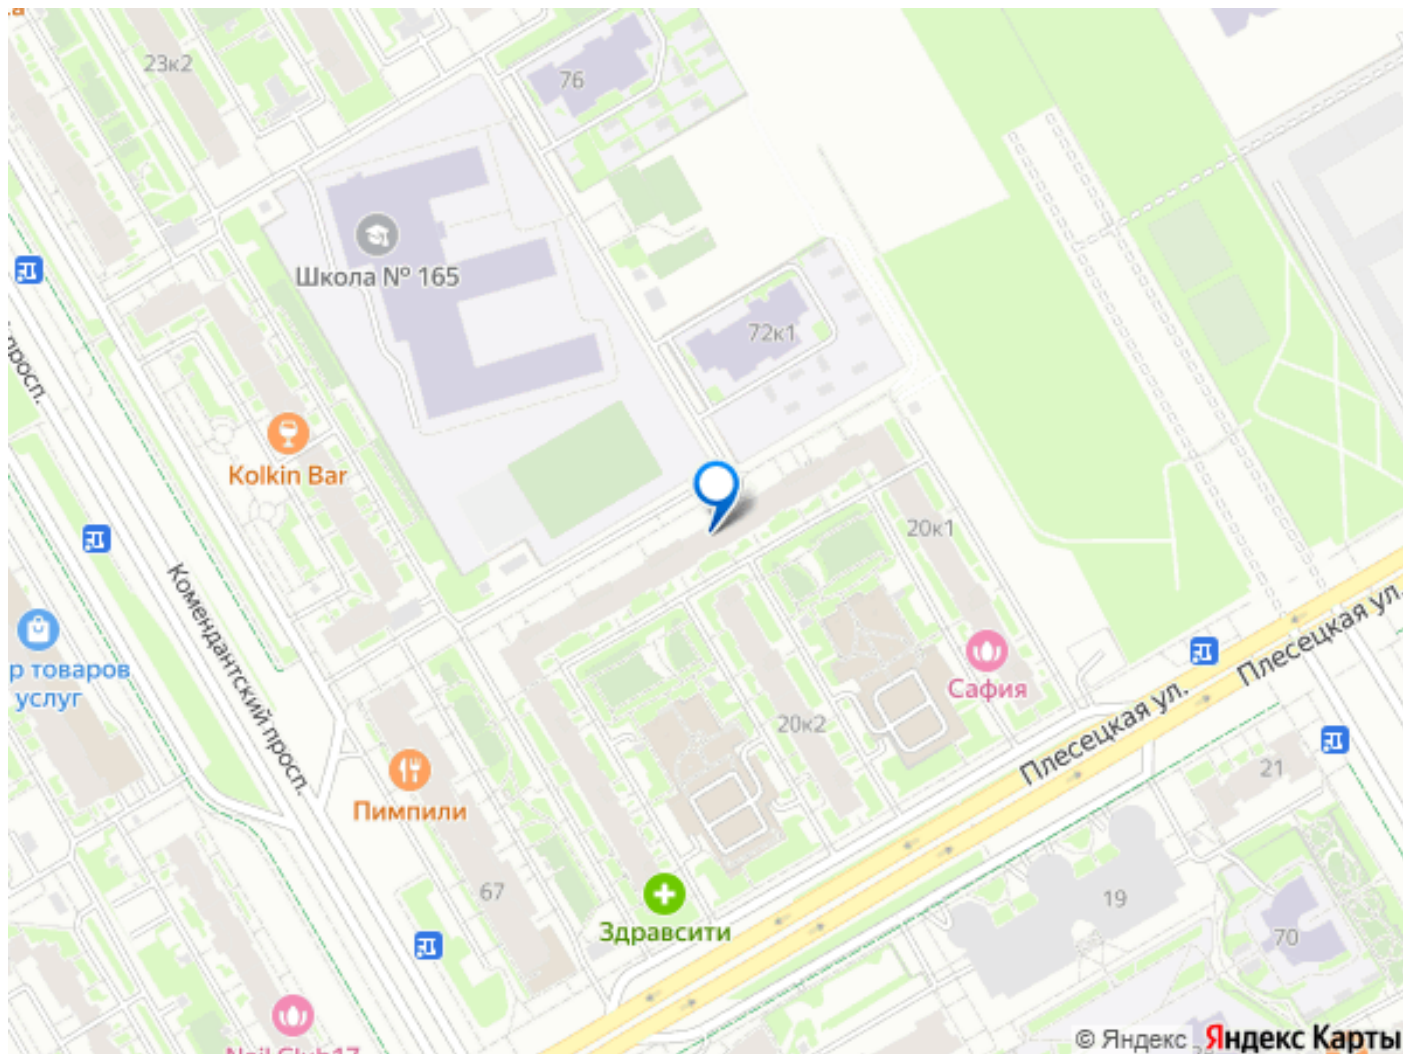 23к2
76
Школа № 165
72к1
просп.
Kolkin Bar
20к1
Комендантский просп.
р товаров
услуг
Сафия
Плесецкая ул.
Плесецкая ул.
20к2
21
Пимпили
67
19
Здравсити
70
© Яндекс
Яндекс Карты